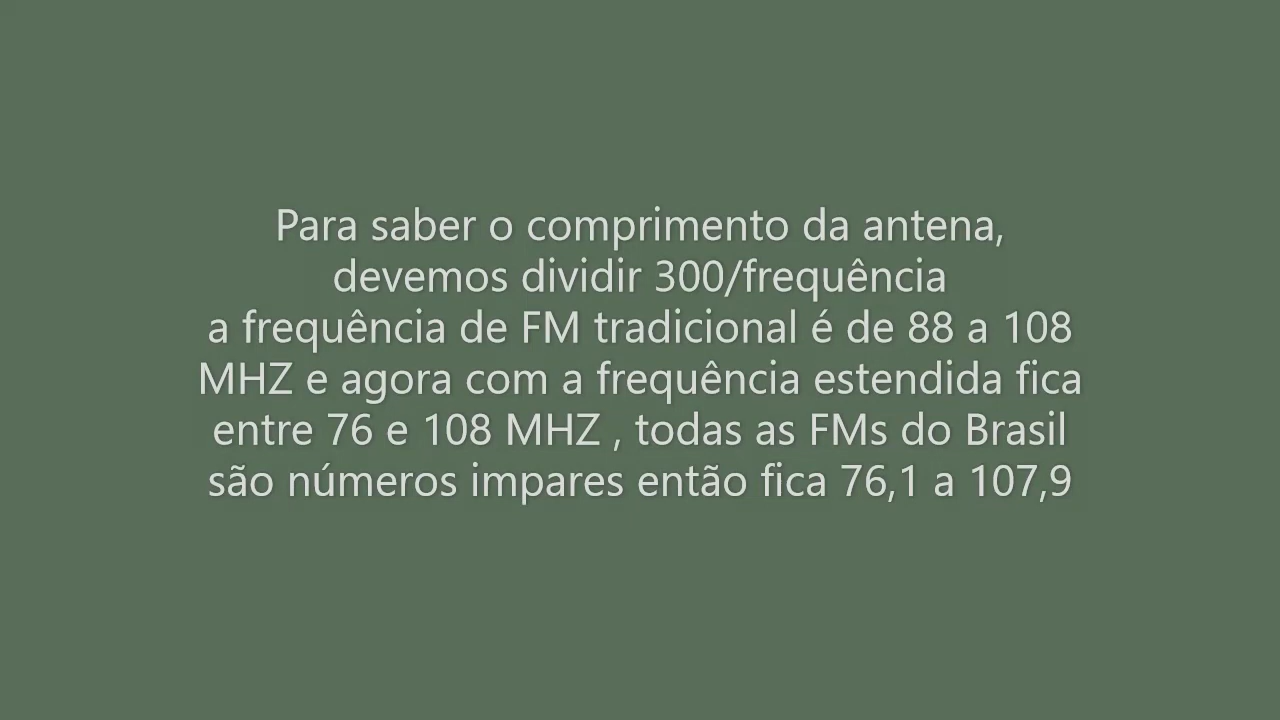 Para saber o comprimento da antena,
devemos dividir 300/frequência
a frequência de FM tradicional é de 88 a 108
MHZ e agora com a frequência estendida fica
entre 76 e 108 MHZ , todas as FMs do Brasil
são números impares então fica 76,1 a 107,9